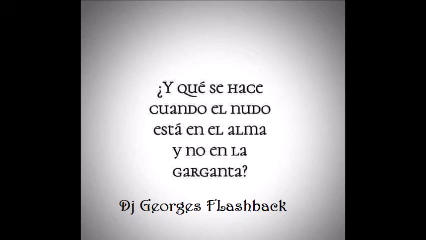 ¿Y qué se hace
cuando el nudo
está en el alma
y no en la
garganta?
Dj Georges Flashback